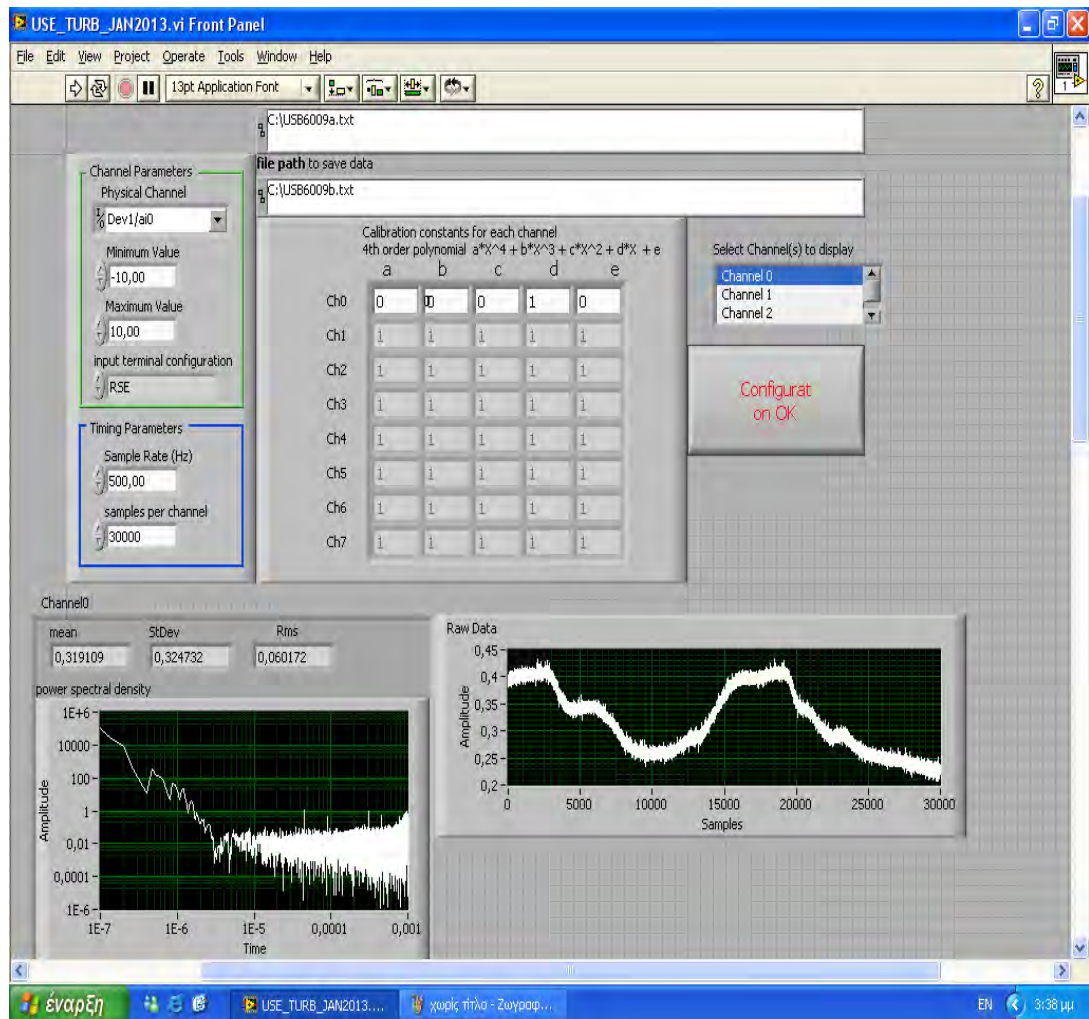 USE_TURB_JAN2013.vi Front Panel
File Edit View Project Operate Tools Window Help
13pt Application Font
1
C:\USB6009a.txt
file path to save data
C:\USB6009b.txt
Channel Parameters
Physical Channel
Dev1/ai0
Minimum Value
-10,00
Maximum Value
10,00
input terminal configuration
RSE
Timing Parameters
Sample Rate (Hz)
500,00
samples per channel
30000
Calibration constants for each channel
4th order polynomial a*X^4 + b*X^3 + c*X^2 + d*X + e
a b c d e
Ch0 0 0 0 1 0
Ch1 1 1 1 1 1
Ch2 1 1 1 1 1
Ch3 1 1 1 1 1
Ch4 1 1 1 1 1
Ch5 1 1 1 1 1
Ch6 1 1 1 1 1
Ch7 1 1 1 1 1
Select Channel(s) to display
Channel 0
Channel 1
Channel 2
Configurat
on OK
Channel0
mean StDev Rms
0,319109 0,324732 0,060172
power spectral density
1E+6
10000
100
1
0,01
0,0001
1E-6
Amplitude
1E-7 1E-6 1E-5 0,0001 0,001
Time
Raw Data
0,45
0,4
0,35
0,3
0,25
0,2
Amplitude
0 5000 10000 15000 20000 25000 30000
Samples
έναρξη
USE_TURB_JAN2013....
χωρίς τίτλο - Ζωγραφ...
EN
3:38 μμ